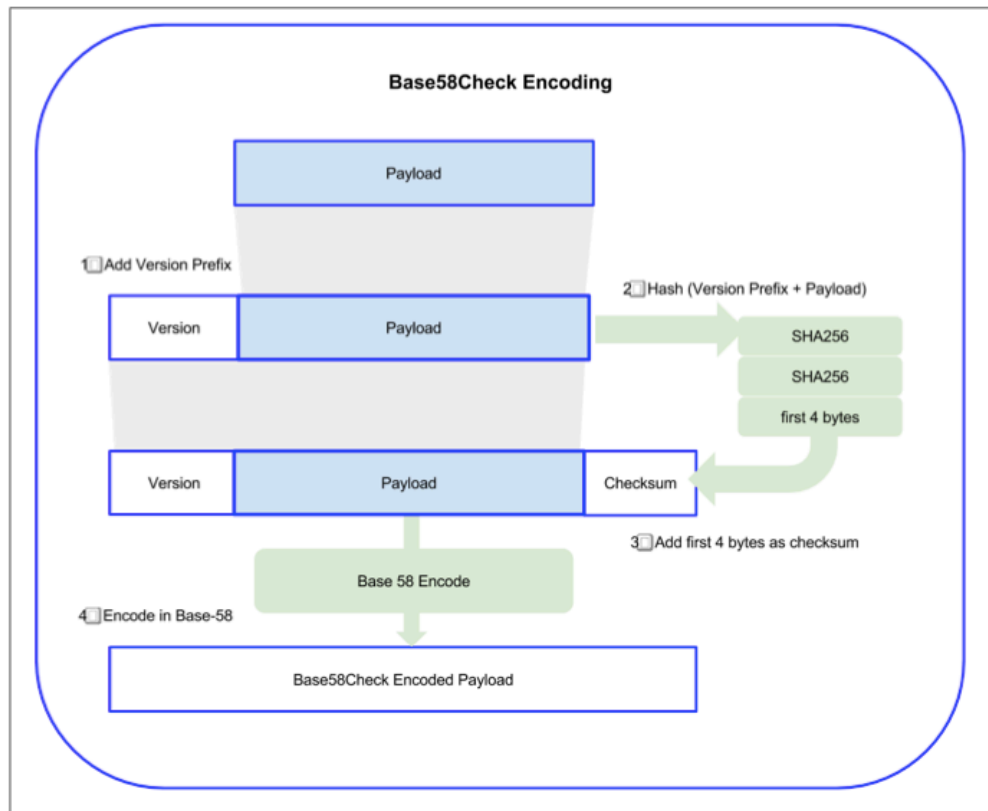 Base58Check Encoding
Payload
1 Add Version Prefix
2 Hash (Version Prefix + Payload)
Version
Payload
SHA256
SHA256
first 4 bytes
Version
Payload
Checksum
3 Add first 4 bytes as checksum
Base 58 Encode
4 Encode in Base-58
Base58Check Encoded Payload